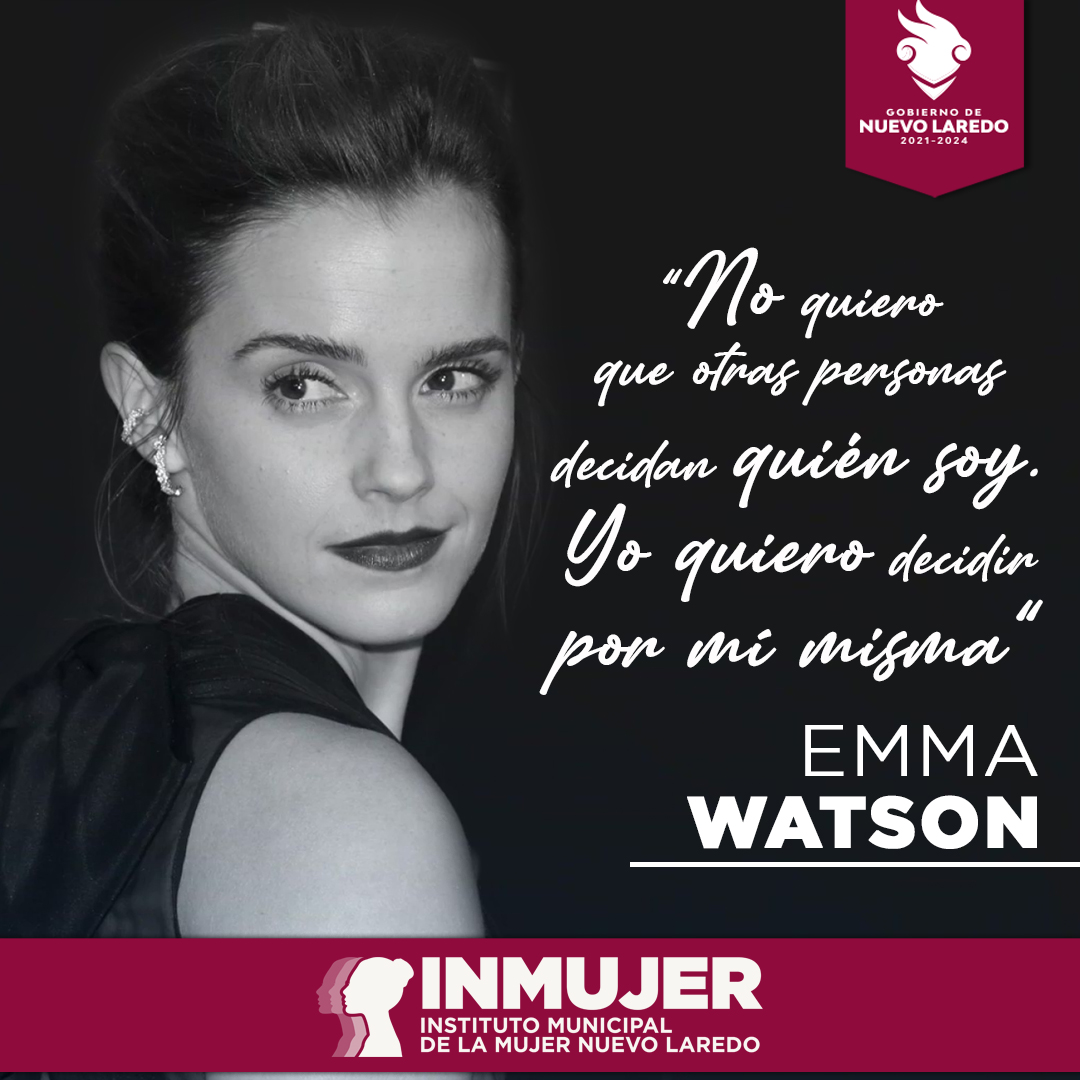 GOBIERNO DE
NUEVO LAREDO
2021-2024
"No quiero
que otras personas
decidan quién soy.
Yo quiero decidir
por mí misma"
EMMA
WATSON
INMUJER
INSTITUTO MUNICIPAL
DE LA MUJER NUEVO LAREDO